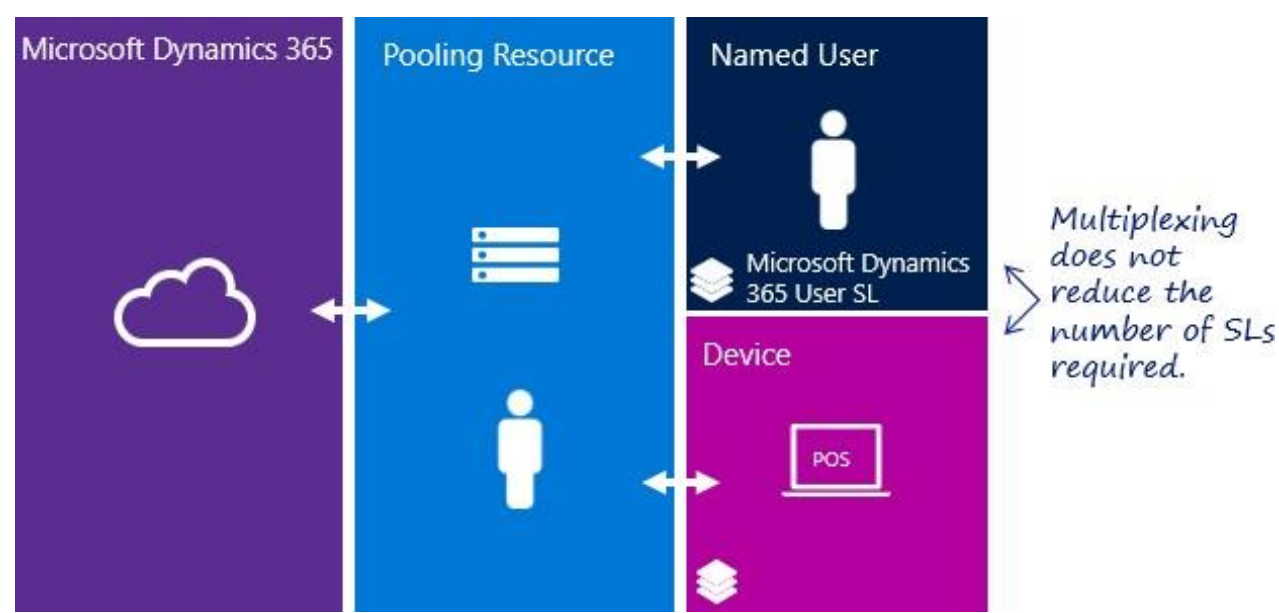 Microsoft Dynamics 365
Pooling Resource
Named User
Microsoft Dynamics
365 User SL
Device
POS
Multiplexing
does not
reduce the
number of SLs
required.